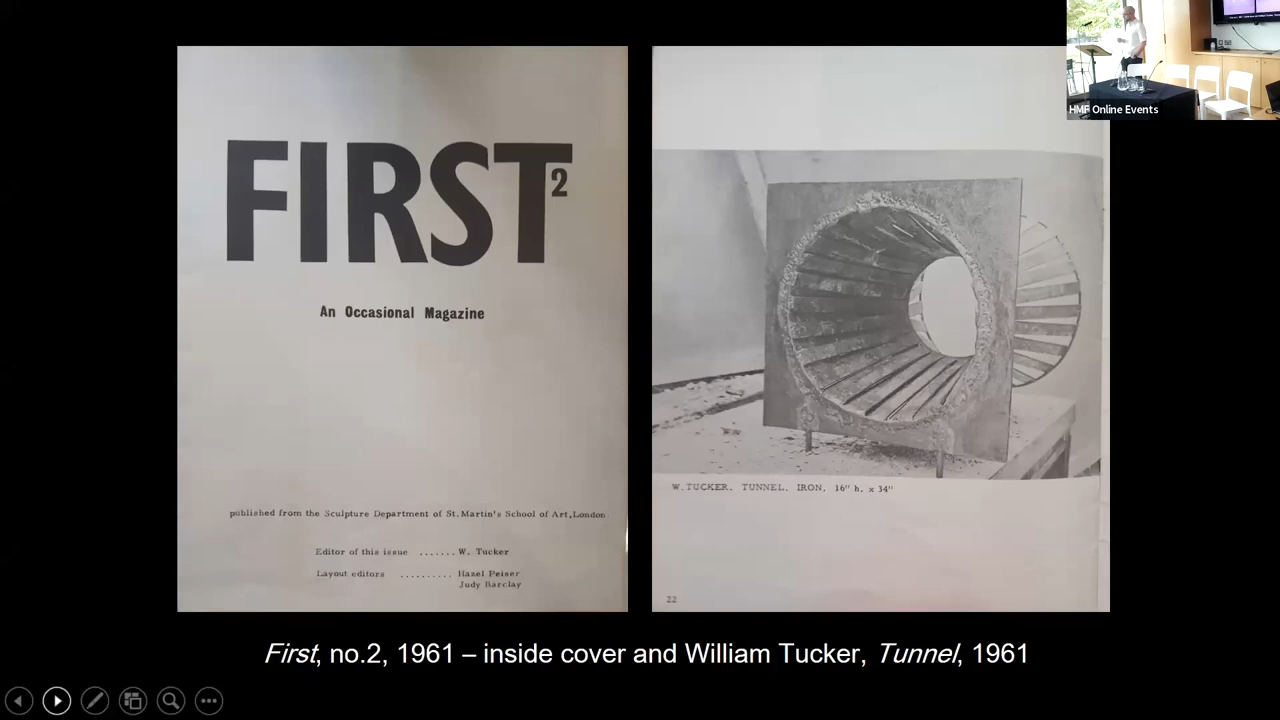 FIRST2
An Occasional Magazine
published from the Sculpture Department of St. Martin's School of Art, London
Editor of this issue ....... W. Tucker
Layout editors .......... Hazel Peiser
Judy Barclay
W. TUCKER. TUNNEL. IRON, 16" h. x 34"
22
First, no.2, 1961 – inside cover and William Tucker, Tunnel, 1961
HMF Online Events